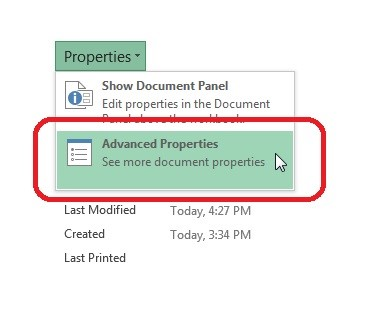 Properties
Show Document Panel
Edit properties in the Document
Panel above the workbook.
Advanced Properties
See more document properties
Last Modified Today, 4:27 PM
Created Today, 3:34 PM
Last Printed